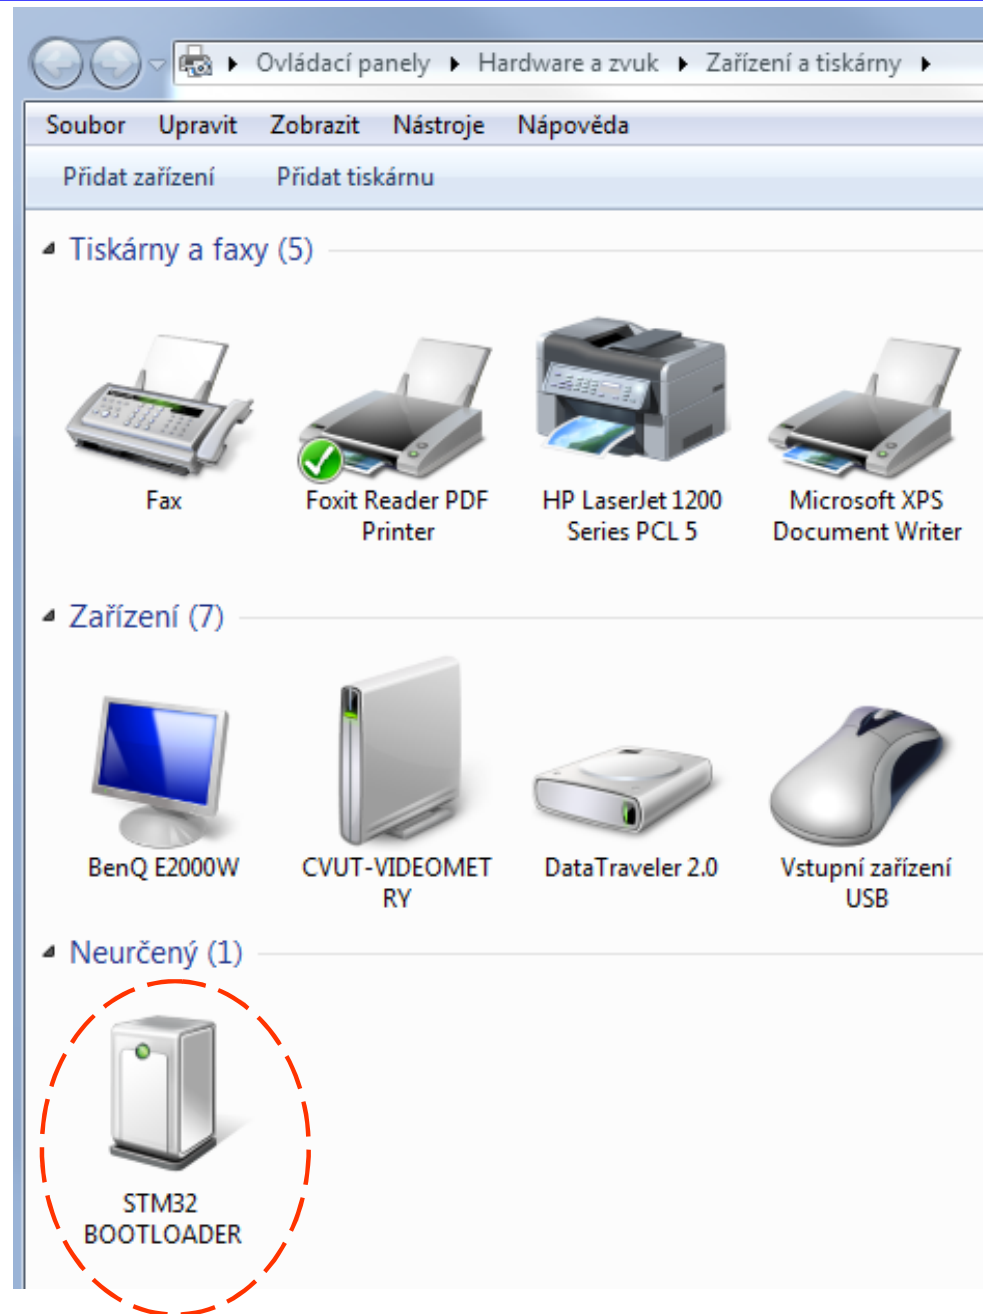 Ovládací panely Hardware a zvuk Zařízení a tiskárny
Soubor Upravit Zobrazit Nástroje Nápověda
Přidat zařízení Přidat tiskárnu
Tiskárny a faxy (5)
Fax
Foxit Reader PDF
Printer
HP LaserJet 1200
Series PCL 5
Microsoft XPS
Document Writer
Zařízení (7)
BenQ E2000W
CVUT-VIDEOMET
RY
DataTraveler 2.0
Vstupní zařízení
USB
Neurčený (1)
STM32
BOOTLOADER